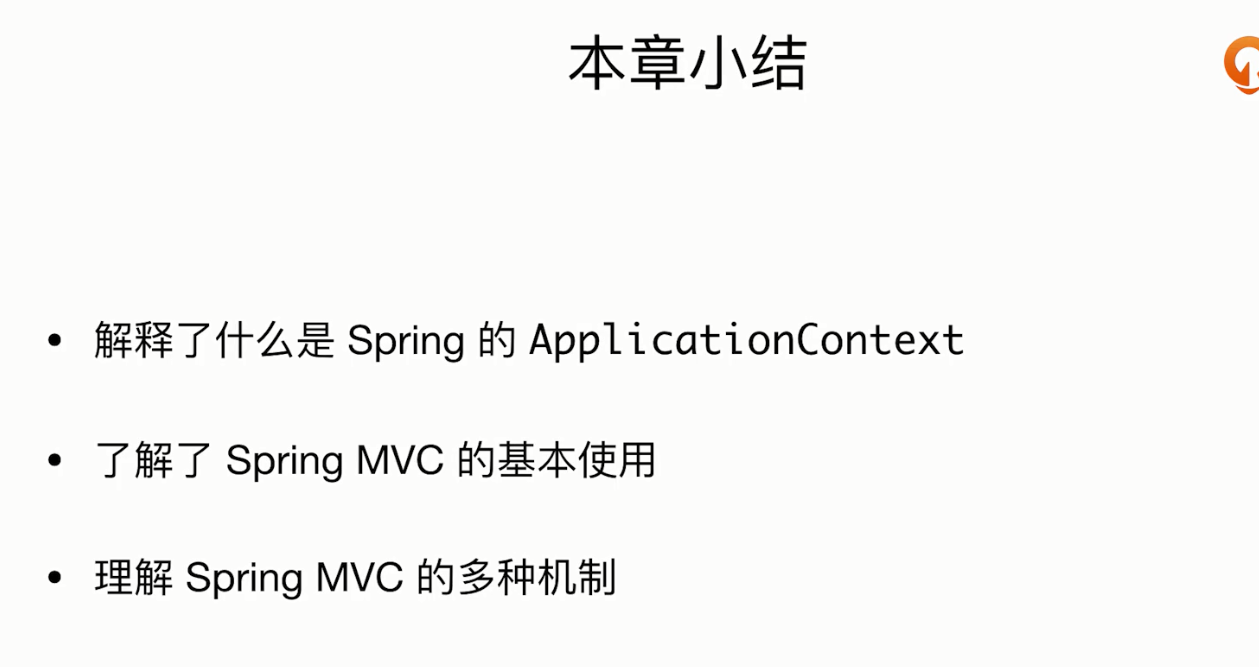 本章小结
• 解释了什么是 Spring 的 ApplicationContext
• 了解了 Spring MVC 的基本使用
• 理解 Spring MVC 的多种机制